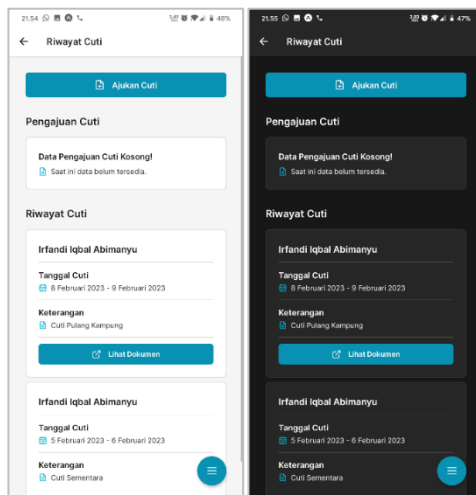 21.54
46%
Riwayat Cuti
Ajukan Cuti
Pengajuan Cuti
Data Pengajuan Cuti Kosong!
Saat ini data belum tersedia.
Riwayat Cuti
Irfandi Iqbal Abimanyu
Tanggal Cuti
8 Februari 2023 - 9 Februari 2023
Keterangan
Cuti Pulang Kampung
Lihat Dokumen
Irfandi Iqbal Abimanyu
Tanggal Cuti
5 Februari 2023 - 6 Februari 2023
Keterangan
Cuti Sementara
21.55
47%
Riwayat Cuti
Ajukan Cuti
Pengajuan Cuti
Data Pengajuan Cuti Kosong!
Saat ini data belum tersedia.
Riwayat Cuti
Irfandi Iqbal Abimanyu
Tanggal Cuti
8 Februari 2023 - 9 Februari 2023
Keterangan
Cuti Pulang Kampung
Lihat Dokumen
Irfandi Iqbal Abimanyu
Tanggal Cuti
5 Februari 2023 - 6 Februari 2023
Keterangan
Cuti Sementara